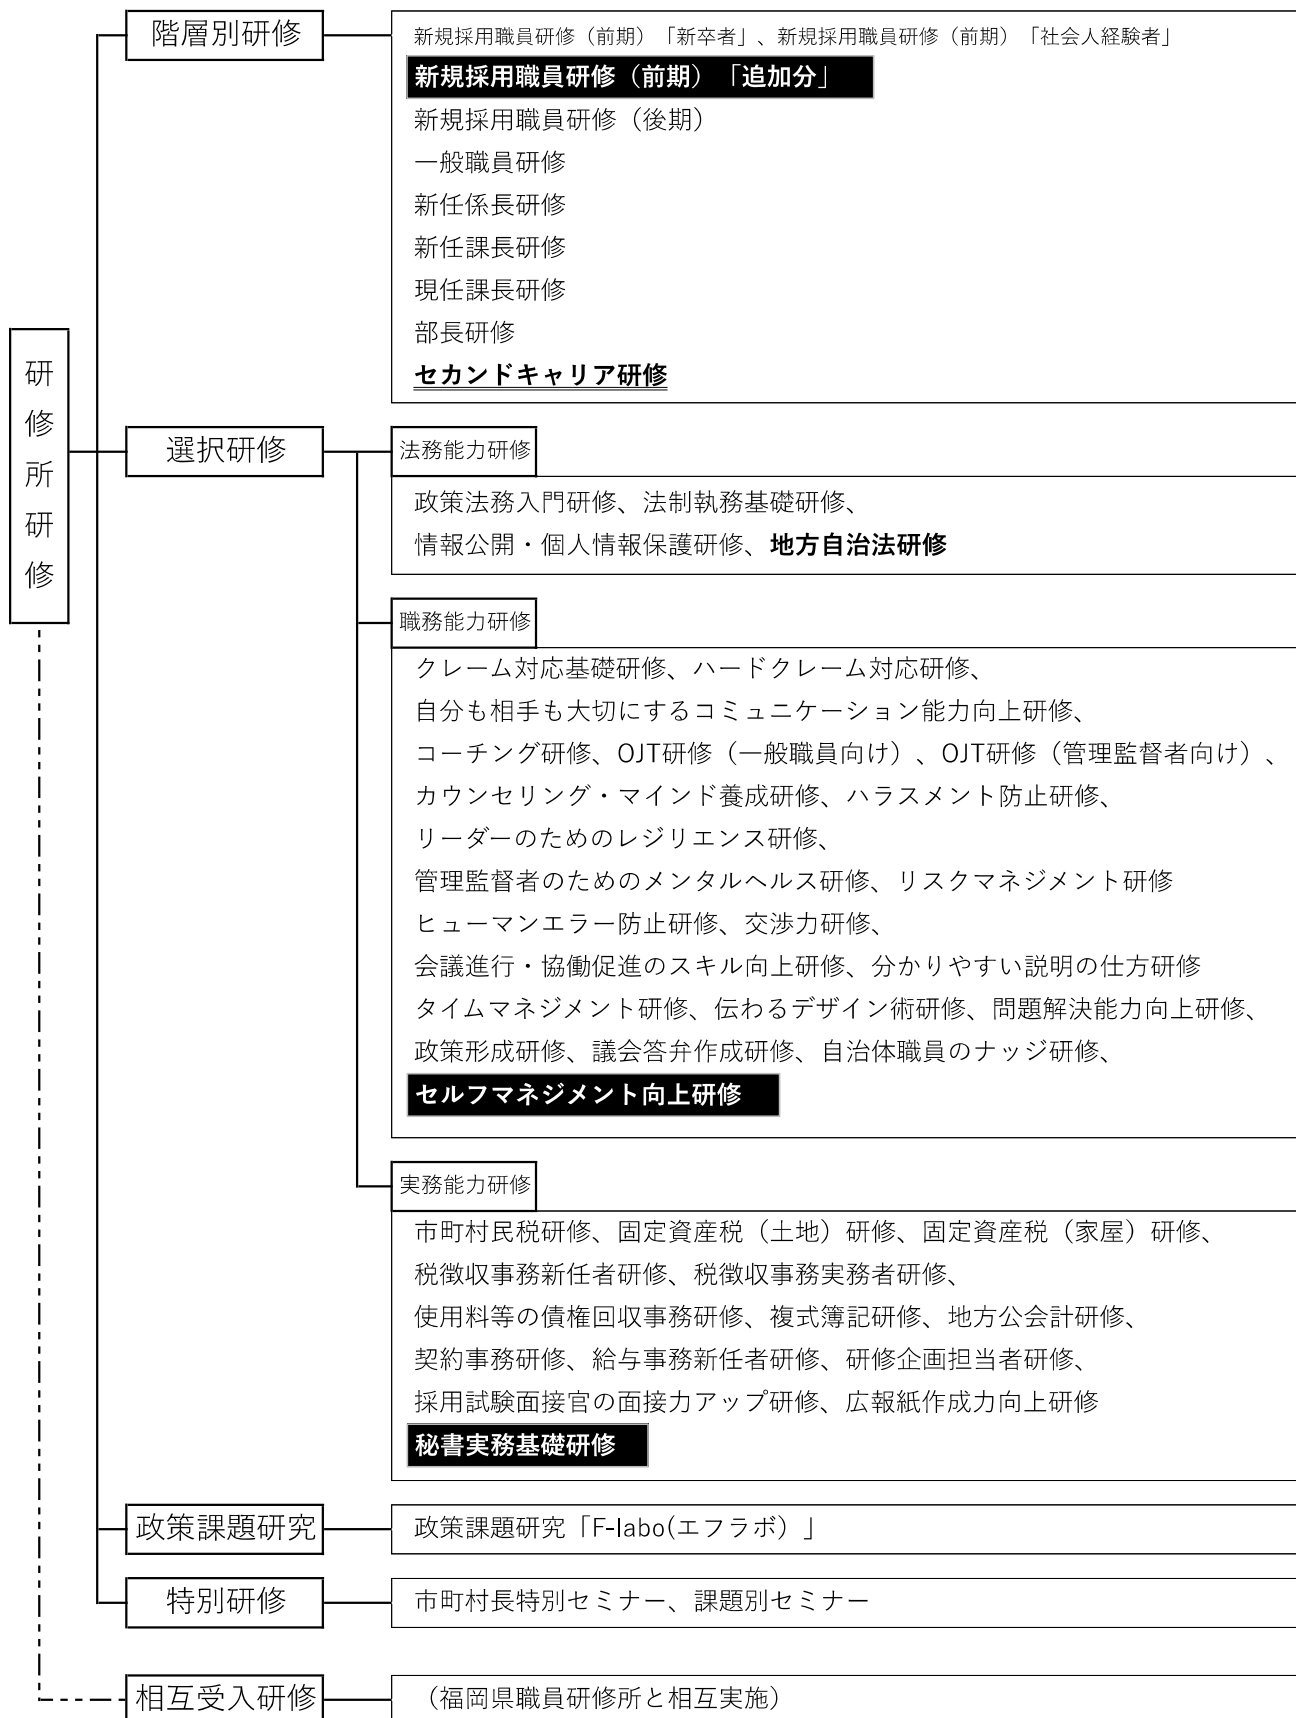 研修所研修
階層別研修
新規採用職員研修（前期）「新卒者」、新規採用職員研修（前期）「社会人経験者」
新規採用職員研修（前期）「追加分」
新規採用職員研修（後期）
一般職員研修
新任係長研修
新任課長研修
現任課長研修
部長研修
セカンドキャリア研修
選択研修
法務能力研修
政策法務入門研修、法制執務基礎研修、
情報公開・個人情報保護研修、地方自治法研修
職務能力研修
クレーム対応基礎研修、ハードクレーム対応研修、
自分も相手も大切にするコミュニケーション能力向上研修、
コーチング研修、OJT研修（一般職員向け）、OJT研修（管理監督者向け）、
カウンセリング・マインド養成研修、ハラスメント防止研修、
リーダーのためのレジリエンス研修、
管理監督者のためのメンタルヘルス研修、リスクマネジメント研修
ヒューマンエラー防止研修、交渉力研修、
会議進行・協働促進のスキル向上研修、分かりやすい説明の仕方研修
タイムマネジメント研修、伝わるデザイン術研修、問題解決能力向上研修、
政策形成研修、議会答弁作成研修、自治体職員のナッジ研修、
セルフマネジメント向上研修
実務能力研修
市町村民税研修、固定資産税（土地）研修、固定資産税（家屋）研修、
税徴収事務新任者研修、税徴収事務実務者研修、
使用料等の債権回収事務研修、複式簿記研修、地方公会計研修、
契約事務研修、給与事務新任者研修、研修企画担当者研修、
採用試験面接官の面接力アップ研修、広報紙作成力向上研修
秘書実務基礎研修
政策課題研究
政策課題研究「F-labo(エフラボ）」
特別研修
市町村長特別セミナー、課題別セミナー
相互受入研修
（福岡県職員研修所と相互実施）